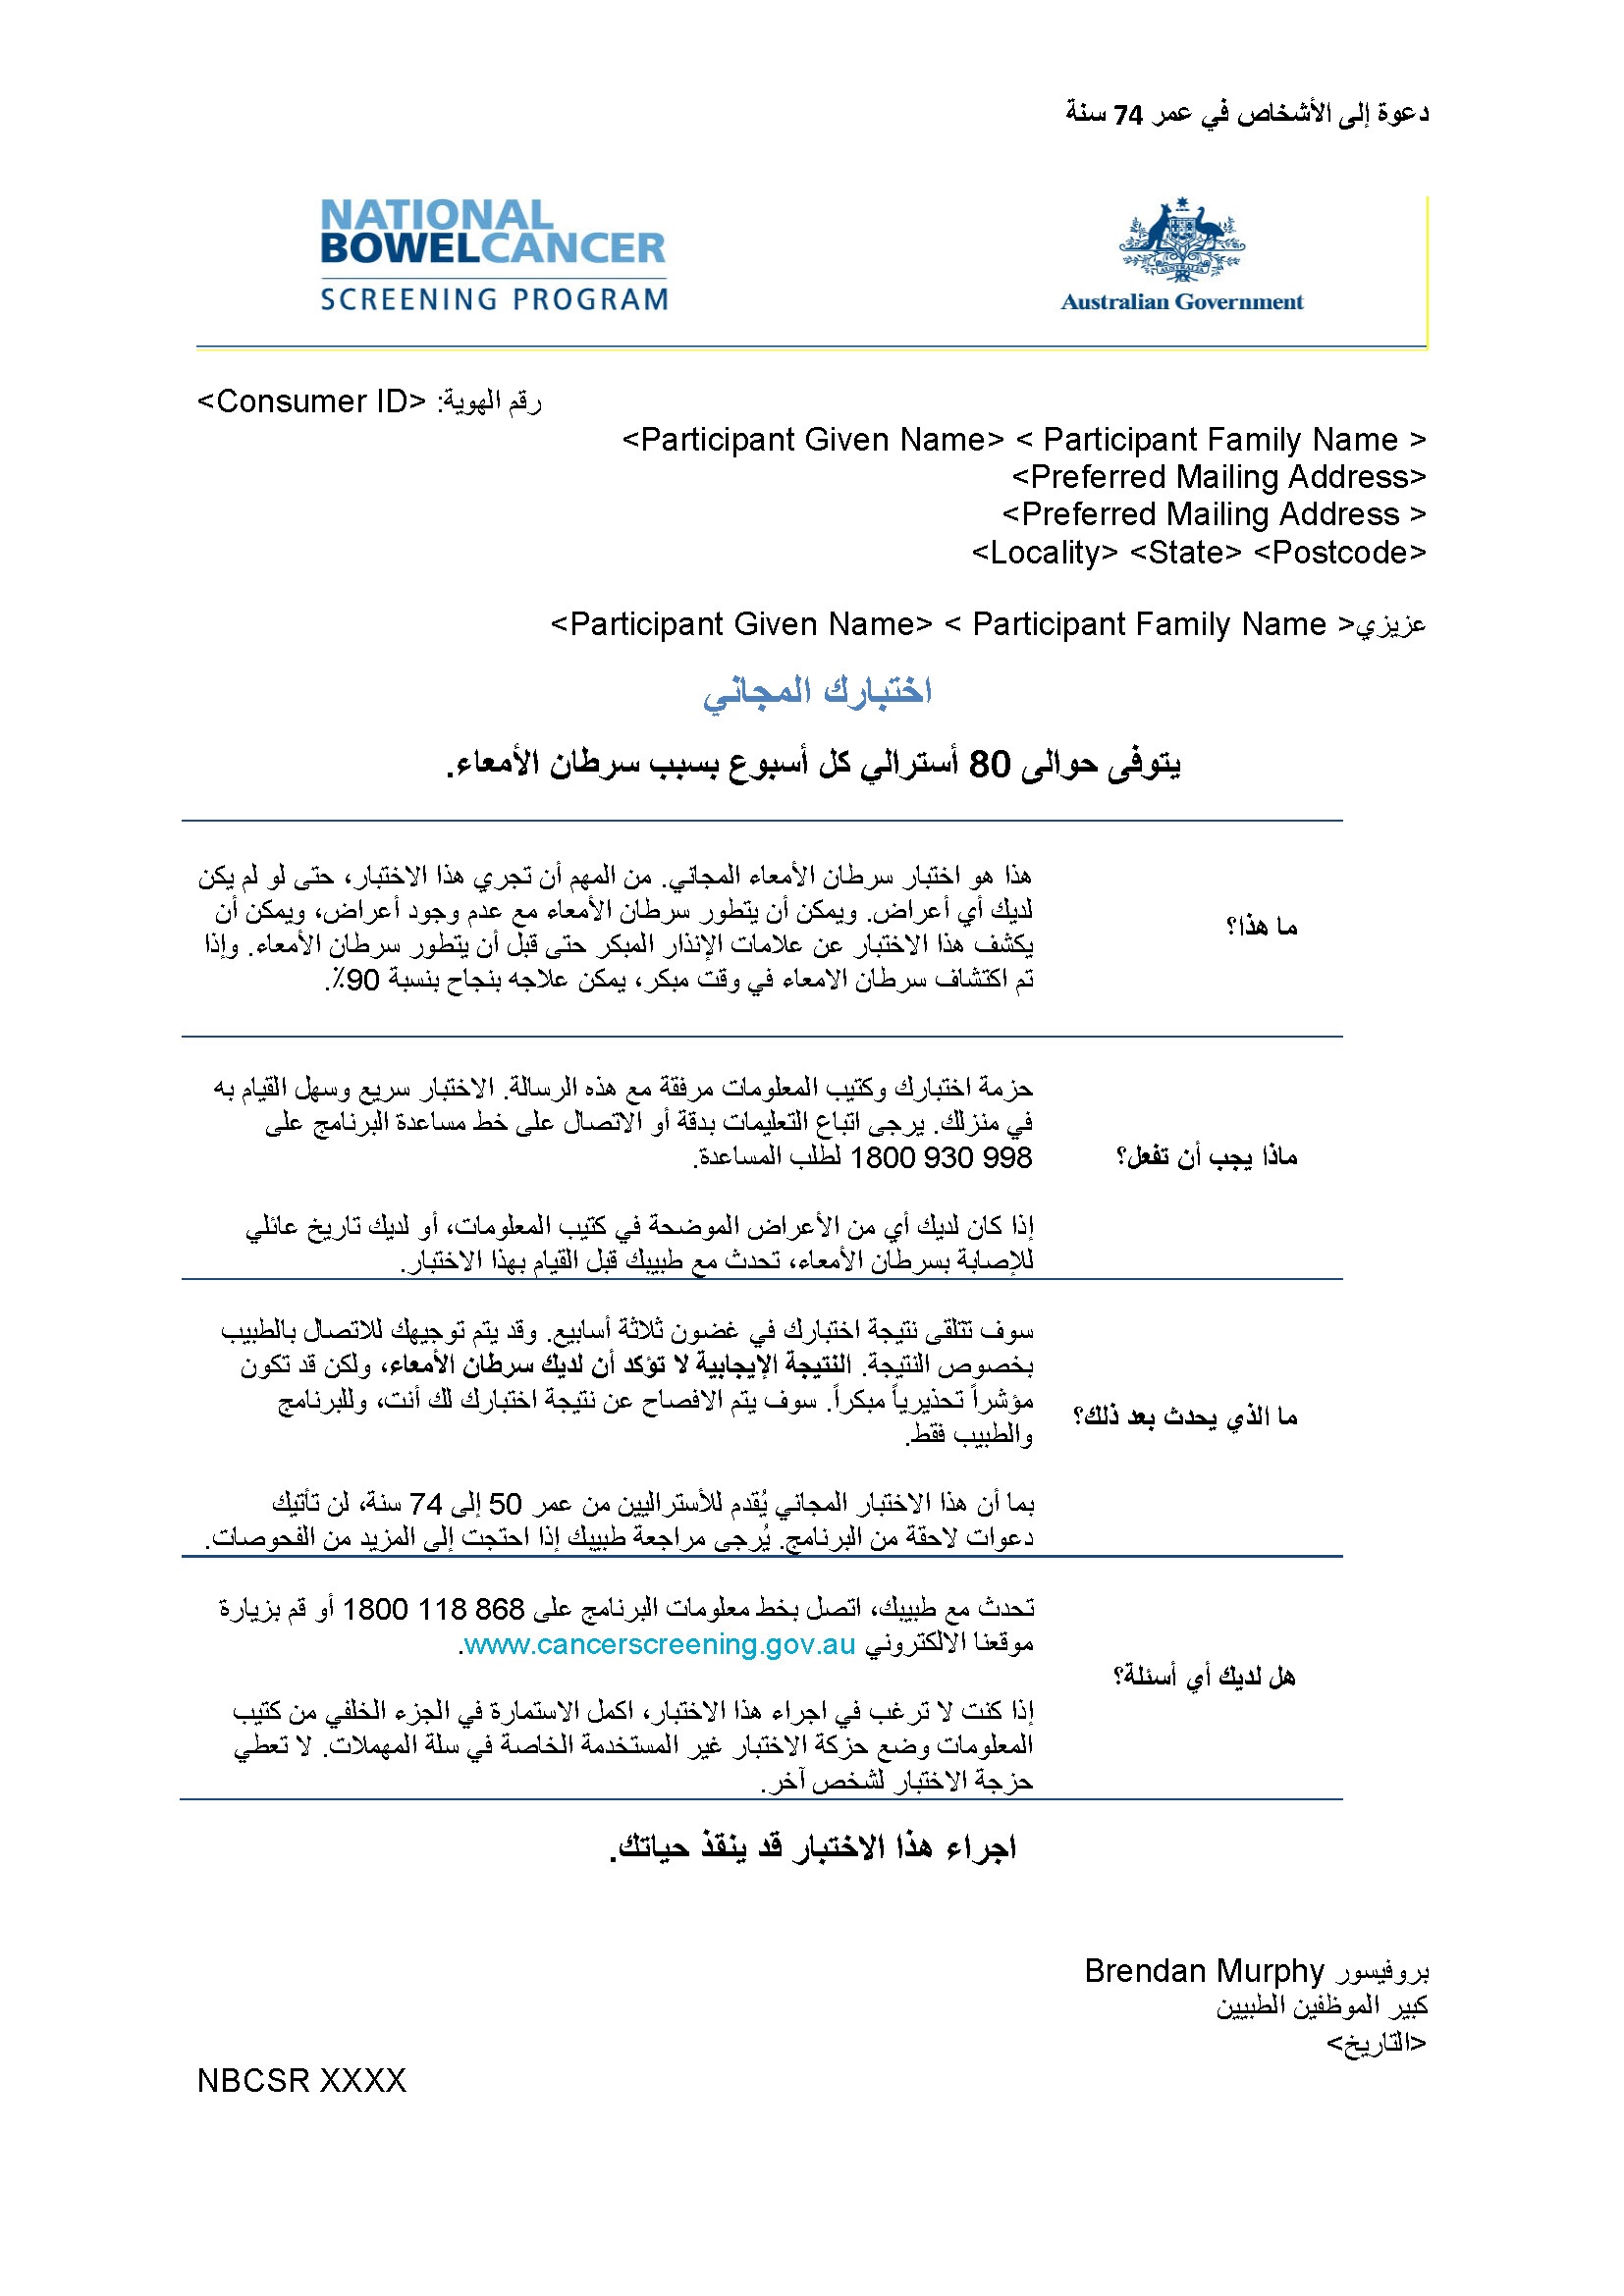 دعوة إلى الأشخاص في عمر 74 سنة
NATIONAL
BOWELCANCER
SCREENING PROGRAM
AUSTRALIA
Australian Government
رقم الهوية: <Consumer ID>
<Participant Given Name> < Participant Family Name >
<Preferred Mailing Address>
<Preferred Mailing Address >
<Locality> <State> <Postcode>
عزيزي<Participant Given Name> < Participant Family Name >
اختبارك المجاني
يتوفى حوالى 80 أسترالي كل أسبوع بسبب سرطان الأمعاء.
ما هذا؟
هذا هو اختبار سرطان الأمعاء المجاني. من المهم أن تجري هذا الاختبار، حتى لو لم يكن
لديك أي أعراض. ويمكن أن يتطور سرطان الأمعاء مع عدم وجود أعراض، ويمكن أن
يكشف هذا الاختبار عن علامات الإنذار المبكر حتى قبل أن يتطور سرطان الأمعاء. وإذا
تم اكتشاف سرطان الامعاء في وقت مبكر، يمكن علاجه بنجاح بنسبة 90٪.
ماذا يجب أن تفعل؟
حزمة اختبارك وكتيب المعلومات مرفقة مع هذه الرسالة. الاختبار سريع وسهل القيام به
في منزلك. يرجى اتباع التعليمات بدقة أو الاتصال على خط مساعدة البرنامج على
1800 930 998 لطلب المساعدة.
إذا كان لديك أي من الأعراض الموضحة في كتيب المعلومات، أو لديك تاريخ عائلي
للإصابة بسرطان الأمعاء، تحدث مع طبيبك قبل القيام بهذا الاختبار.
ما الذي يحدث بعد ذلك؟
سوف تتلقى نتيجة اختبارك في غضون ثلاثة أسابيع. وقد يتم توجيهك للاتصال بالطبيب
بخصوص النتيجة. النتيجة الإيجابية لا تؤكد أن لديك سرطان الأمعاء، ولكن قد تكون
مؤشراً تحذيرياً مبكراً. سوف يتم الافصاح عن نتيجة اختبارك لك أنت، وللبرنامج
والطبيب فقط.
بما أن هذا الاختبار المجاني يُقدم للأستراليين من عمر 50 إلى 74 سنة، لن تأتيك
دعوات لاحقة من البرنامج. يُرجى مراجعة طبيبك إذا احتجت إلى المزيد من الفحوصات.
هل لديك أي أسئلة؟
تحدث مع طبيبك، اتصل بخط معلومات البرنامج على 1800 118 868 أو قم بزيارة
موقعنا الالكتروني www.cancerscreening.gov.au.
إذا كنت لا ترغب في اجراء هذا الاختبار، اكمل الاستمارة في الجزء الخلفي من كتيب
المعلومات وضع حزكة الاختبار غير المستخدمة الخاصة في سلة المهملات. لا تعطي
حزجة الاختبار لشخص آخر.
اجراء هذا الاختبار قد ينقذ حياتك.
بروفيسور Brendan Murphy
كبير الموظفين الطبيين
<التاريخ>
NBCSR XXXX